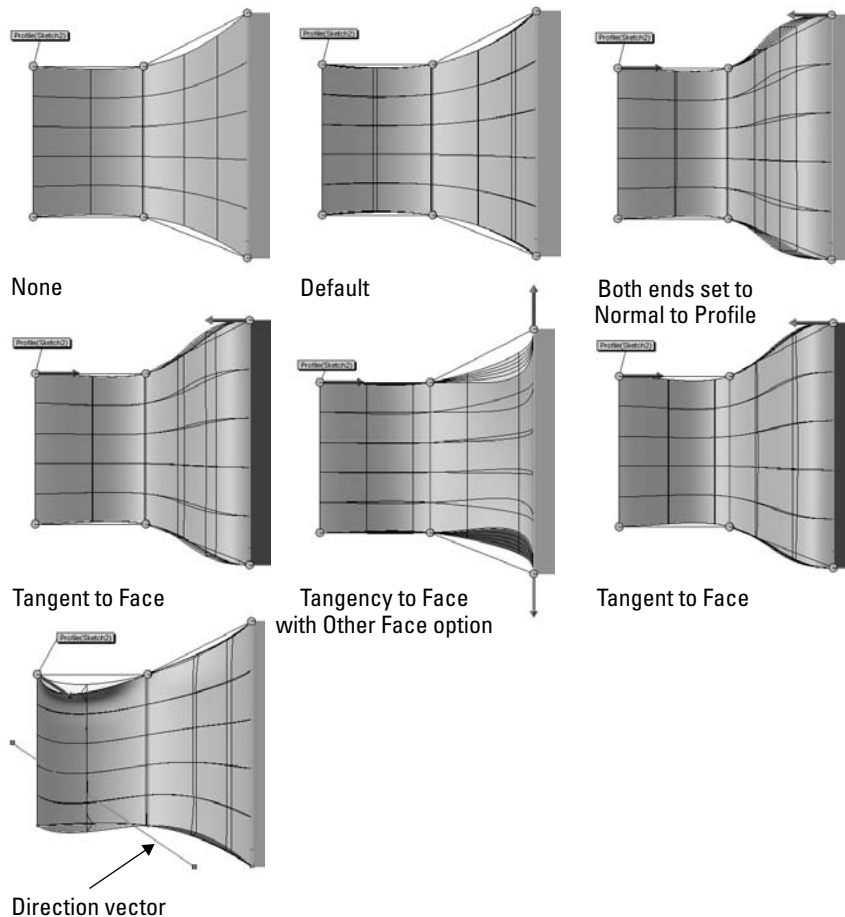 Profile(Sketch2)
Profile(Sketch2)
Profile(Sketch2)
None
Default
Both ends set to
Normal to Profile
Profile(Sketch2)
Profile(Sketch2)
Profile(Sketch2)
Tangent to Face
Tangency to Face
with Other Face option
Tangent to Face
Profile(Sketch2)
Direction vector